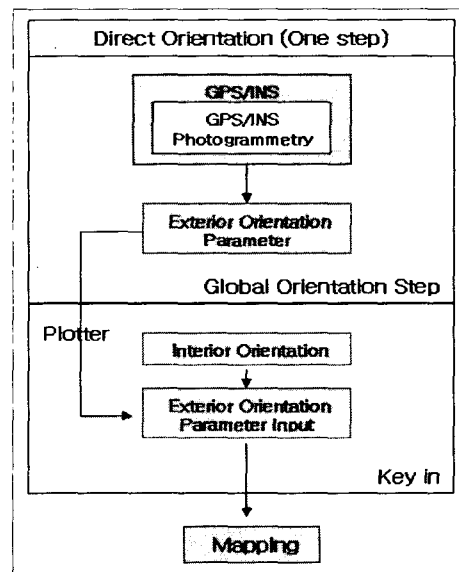 Direct Orientation (One step)
GPS/INS
GPS/INS
Photogrammetry
Exterior Orientation
Parameter
Global Orientation Step
Plotter
Interior Orientation
Exterior Orientation
Parameter Input
Key in
Mapping